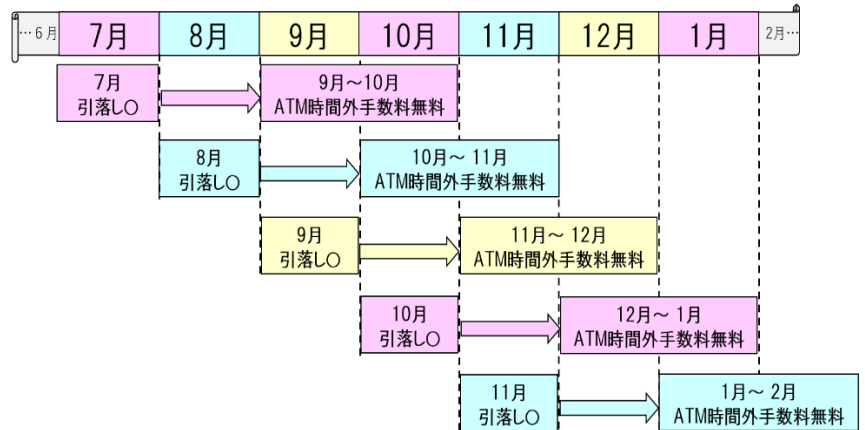 …6月 7月 8月 9月 10月 11月 12月 1月 2月…
7月
引落し○
9月~10月
ATM時間外手数料無料
8月
引落し○
10月~ 11月
ATM時間外手数料無料
9月
引落し○
11月~ 12月
ATM時間外手数料無料
10月
引落し○
12月~ 1月
ATM時間外手数料無料
11月
引落し○
1月~ 2月
ATM時間外手数料無料